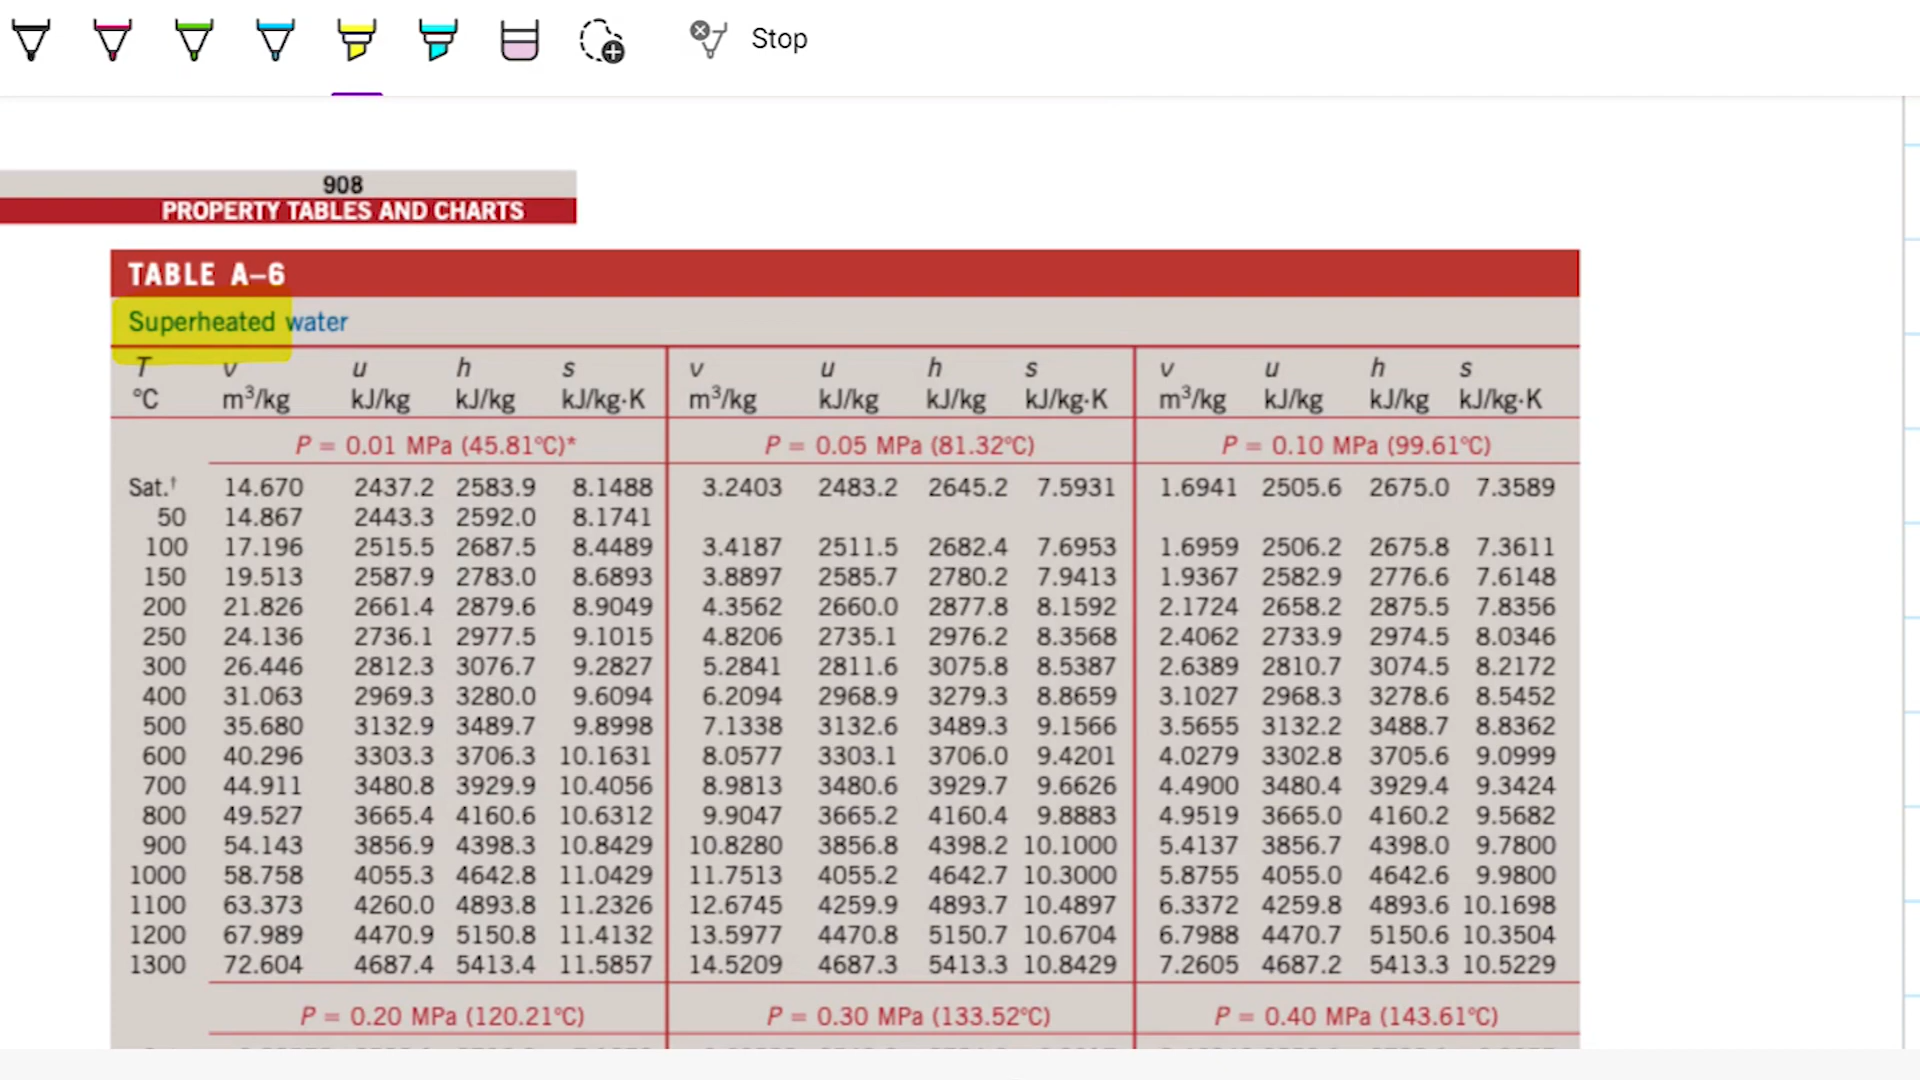 Stop
908
PROPERTY TABLES AND CHARTS
TABLE A–6
Superheated water
T v u h s v u h s v u h s
°C m³/kg kJ/kg kJ/kg kJ/kg·K m³/kg kJ/kg kJ/kg kJ/kg·K m³/kg kJ/kg kJ/kg kJ/kg·K
P = 0.01 MPa (45.81°C)* P = 0.05 MPa (81.32°C) P = 0.10 MPa (99.61°C)
Sat.† 14.670 2437.2 2583.9 8.1488 3.2403 2483.2 2645.2 7.5931 1.6941 2505.6 2675.0 7.3589
50 14.867 2443.3 2592.0 8.1741
100 17.196 2515.5 2687.5 8.4489 3.4187 2511.5 2682.4 7.6953 1.6959 2506.2 2675.8 7.3611
150 19.513 2587.9 2783.0 8.6893 3.8897 2585.7 2780.2 7.9413 1.9367 2582.9 2776.6 7.6148
200 21.826 2661.4 2879.6 8.9049 4.3562 2660.0 2877.8 8.1592 2.1724 2658.2 2875.5 7.8356
250 24.136 2736.1 2977.5 9.1015 4.8206 2735.1 2976.2 8.3568 2.4062 2733.9 2974.5 8.0346
300 26.446 2812.3 3076.7 9.2827 5.2841 2811.6 3075.8 8.5387 2.6389 2810.7 3074.5 8.2172
400 31.063 2969.3 3280.0 9.6094 6.2094 2968.9 3279.3 8.8659 3.1027 2968.3 3278.6 8.5452
500 35.680 3132.9 3489.7 9.8998 7.1338 3132.6 3489.3 9.1566 3.5655 3132.2 3488.7 8.8362
600 40.296 3303.3 3706.3 10.1631 8.0577 3303.1 3706.0 9.4201 4.0279 3302.8 3705.6 9.0999
700 44.911 3480.8 3929.9 10.4056 8.9813 3480.6 3929.7 9.6626 4.4900 3480.4 3929.4 9.3424
800 49.527 3665.4 4160.6 10.6312 9.9047 3665.2 4160.4 9.8883 4.9519 3665.0 4160.2 9.5682
900 54.143 3856.9 4398.3 10.8429 10.8280 3856.8 4398.2 10.1000 5.4137 3856.7 4398.0 9.7800
1000 58.758 4055.3 4642.8 11.0429 11.7513 4055.2 4642.7 10.3000 5.8755 4055.0 4642.6 9.9800
1100 63.373 4260.0 4893.8 11.2326 12.6745 4259.9 4893.7 10.4897 6.3372 4259.8 4893.6 10.1698
1200 67.989 4470.9 5150.8 11.4132 13.5977 4470.8 5150.7 10.6704 6.7988 4470.7 5150.6 10.3504
1300 72.604 4687.4 5413.4 11.5857 14.5209 4687.3 5413.3 10.8429 7.2605 4687.2 5413.3 10.5229
P = 0.20 MPa (120.21°C) P = 0.30 MPa (133.52°C) P = 0.40 MPa (143.61°C)